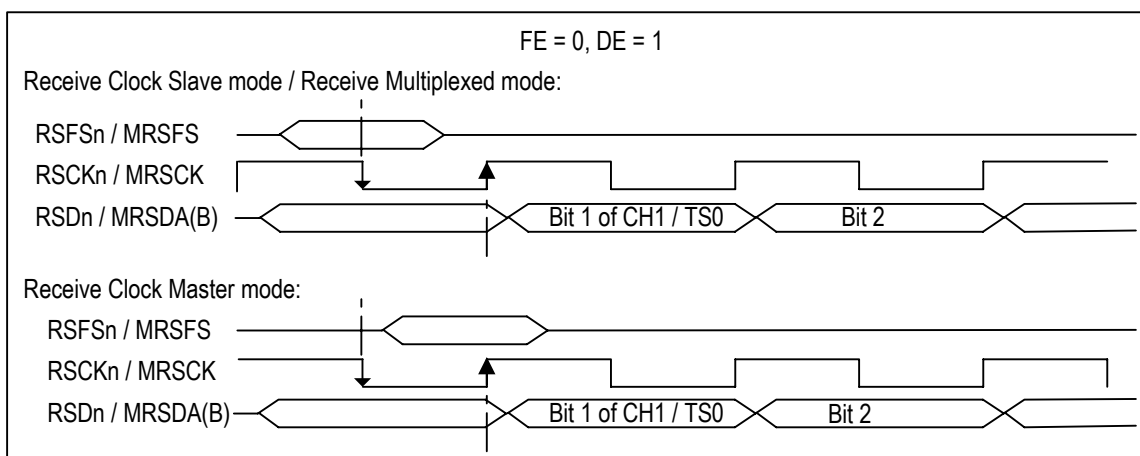 FE = 0, DE = 1
Receive Clock Slave mode / Receive Multiplexed mode:
RSFSn / MRSFS
RSCKn / MRSCK
RSDn / MRSDA(B)
Bit 1 of CH1 / TS0
Bit 2
Receive Clock Master mode:
RSFSn / MRSFS
RSCKn / MRSCK
RSDn / MRSDA(B)
Bit 1 of CH1 / TS0
Bit 2